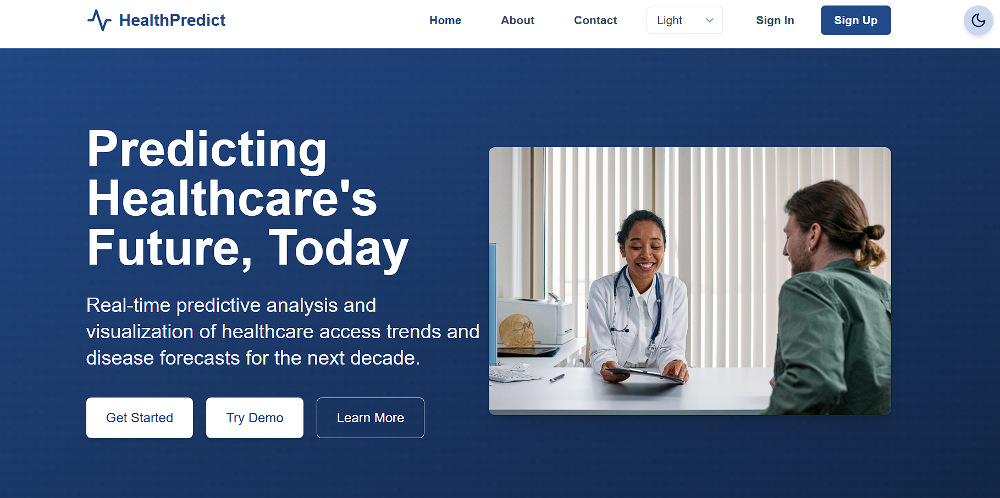 HealthPredict
Home
About
Contact
Light
Sign In
Sign Up
Predicting
Healthcare's
Future, Today
Real-time predictive analysis and
visualization of healthcare access trends and
disease forecasts for the next decade.
Get Started
Try Demo
Learn More